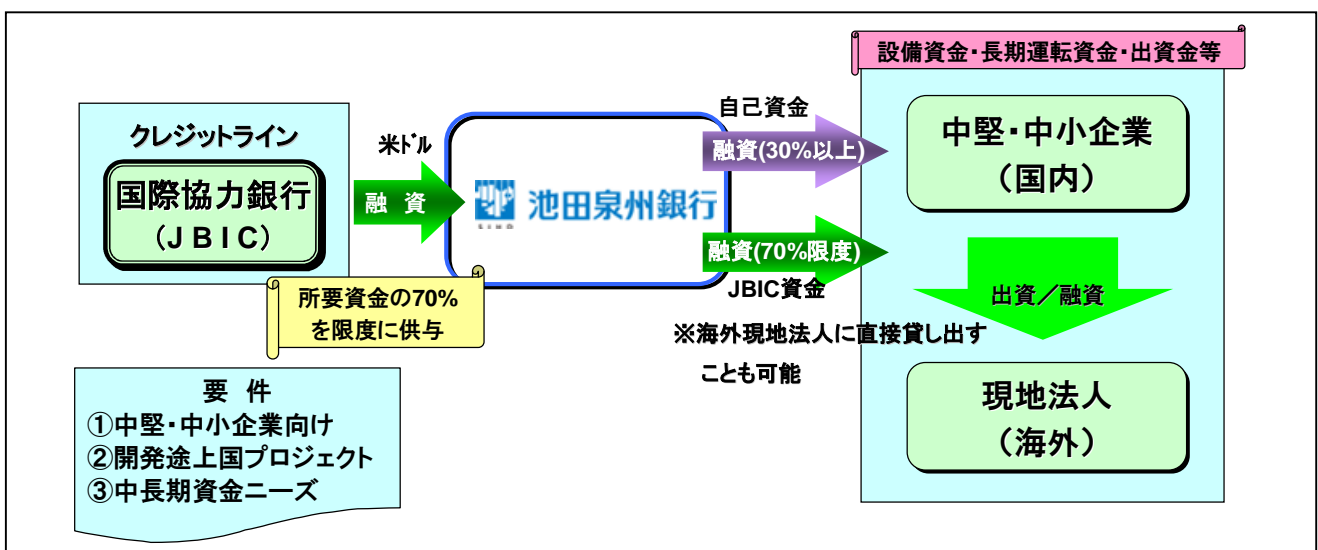 設備資金・長期運転資金・出資金等
クレジットライン
国際協力銀行
（ＪＢＩＣ）
米ドル
融 資
所要資金の70%
を限度に供与
池田泉州銀行
自己資金
融資(30%以上)
融資(70%限度)
JBIC資金
※海外現地法人に直接貸し出す
ことも可能
中堅・中小企業
（国内）
出資／融資
現地法人
（海外）
要 件
①中堅・中小企業向け
②開発途上国プロジェクト
③中長期資金ニーズ